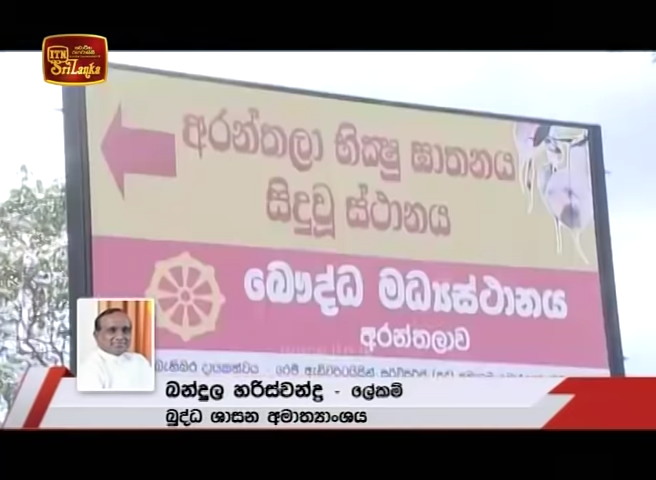 ITN
Sri Lanka
අරන්තලා භික්ෂු ඝාතනය
සිදුවූ ස්ථානය
බෞද්ධ මධ්‍යස්ථානය
අරන්තලාව
බන්දුල හරිස්චන්ද්‍ර - ලේකම්
බුද්ධ ශාසන අමාත්‍යාංශය